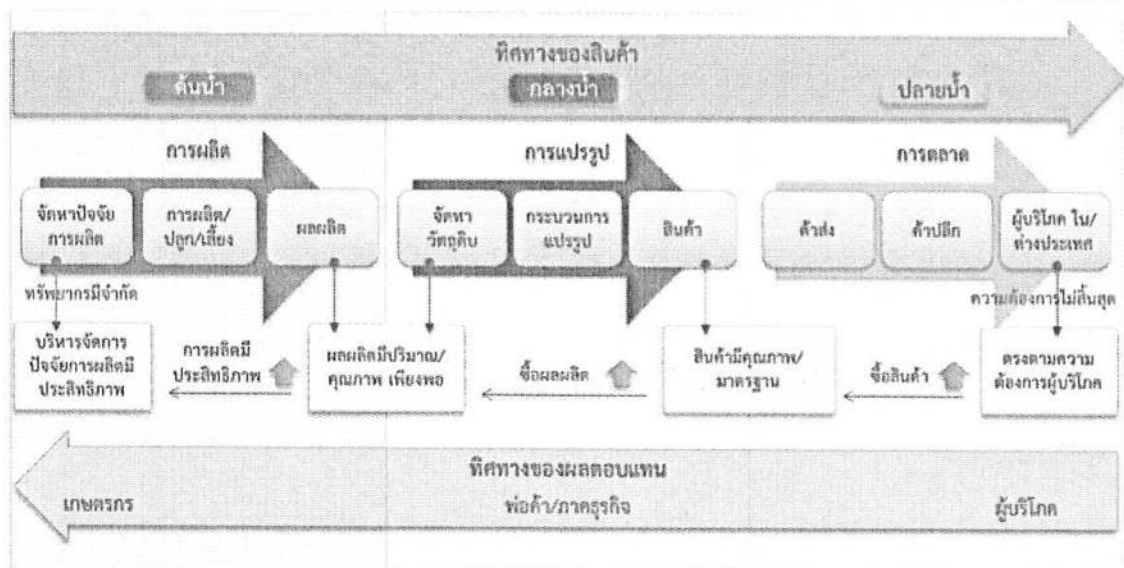 ทิศทางของสินค้า
ต้นน้ำ
กลางน้ำ
ปลายน้ำ
การผลิต
การแปรรูป
การตลาด
จัดหาปัจจัย
การผลิต
การผลิต/
ปลูก/เลี้ยง
ผลผลิต
จัดหา
วัตถุดิบ
กระบวนการ
แปรรูป
สินค้า
ค้าส่ง
ค้าปลีก
ผู้บริโภค ใน/
ต่างประเทศ
ทรัพยากรมีจำกัด
ความต้องการไม่สิ้นสุด
บริหารจัดการ
ปัจจัยการผลิตมี
ประสิทธิภาพ
การผลิตมี
ประสิทธิภาพ
ผลผลิตมีปริมาณ/
คุณภาพ เพียงพอ
ซื้อผลผลิต
สินค้ามีคุณภาพ/
มาตรฐาน
ซื้อสินค้า
ตรงตามความ
ต้องการผู้บริโภค
ทิศทางของผลตอบแทน
เกษตรกร
พ่อค้า/ภาคธุรกิจ
ผู้บริโภค